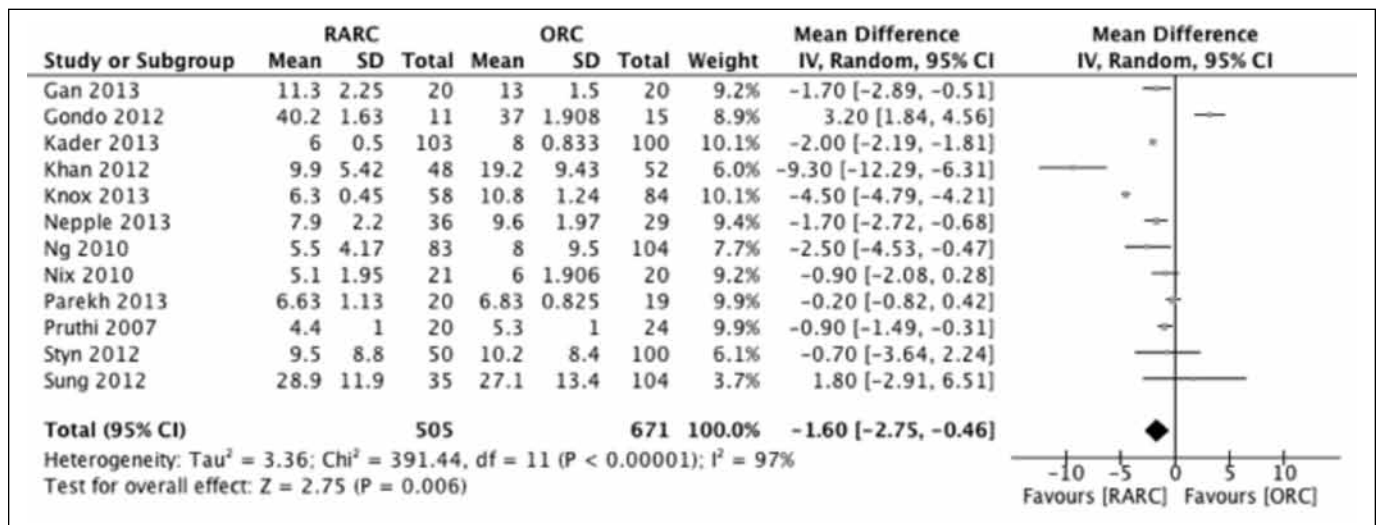 RARC ORC Mean Difference Mean Difference
Study or Subgroup Mean SD Total Mean SD Total Weight IV, Random, 95% CI IV, Random, 95% CI
Gan 2013 11.3 2.25 20 13 1.5 20 9.2% -1.70 [-2.89, -0.51]
Gondo 2012 40.2 1.63 11 37 1.908 15 8.9% 3.20 [1.84, 4.56]
Kader 2013 6 0.5 103 8 0.833 100 10.1% -2.00 [-2.19, -1.81]
Khan 2012 9.9 5.42 48 19.2 9.43 52 6.0% -9.30 [-12.29, -6.31]
Knox 2013 6.3 0.45 58 10.8 1.24 84 10.1% -4.50 [-4.79, -4.21]
Nepple 2013 7.9 2.2 36 9.6 1.97 29 9.4% -1.70 [-2.72, -0.68]
Ng 2010 5.5 4.17 83 8 9.5 104 7.7% -2.50 [-4.53, -0.47]
Nix 2010 5.1 1.95 21 6 1.906 20 9.2% -0.90 [-2.08, 0.28]
Parekh 2013 6.63 1.13 20 6.83 0.825 19 9.9% -0.20 [-0.82, 0.42]
Pruthi 2007 4.4 1 20 5.3 1 24 9.9% -0.90 [-1.49, -0.31]
Styn 2012 9.5 8.8 50 10.2 8.4 100 6.1% -0.70 [-3.64, 2.24]
Sung 2012 28.9 11.9 35 27.1 13.4 104 3.7% 1.80 [-2.91, 6.51]
Total (95% CI) 505 671 100.0% -1.60 [-2.75, -0.46]
Heterogeneity: Tau² = 3.36; Chi² = 391.44, df = 11 (P < 0.00001); I² = 97%
Test for overall effect: Z = 2.75 (P = 0.006)
-10 -5 0 5 10
Favours [RARC] Favours [ORC]